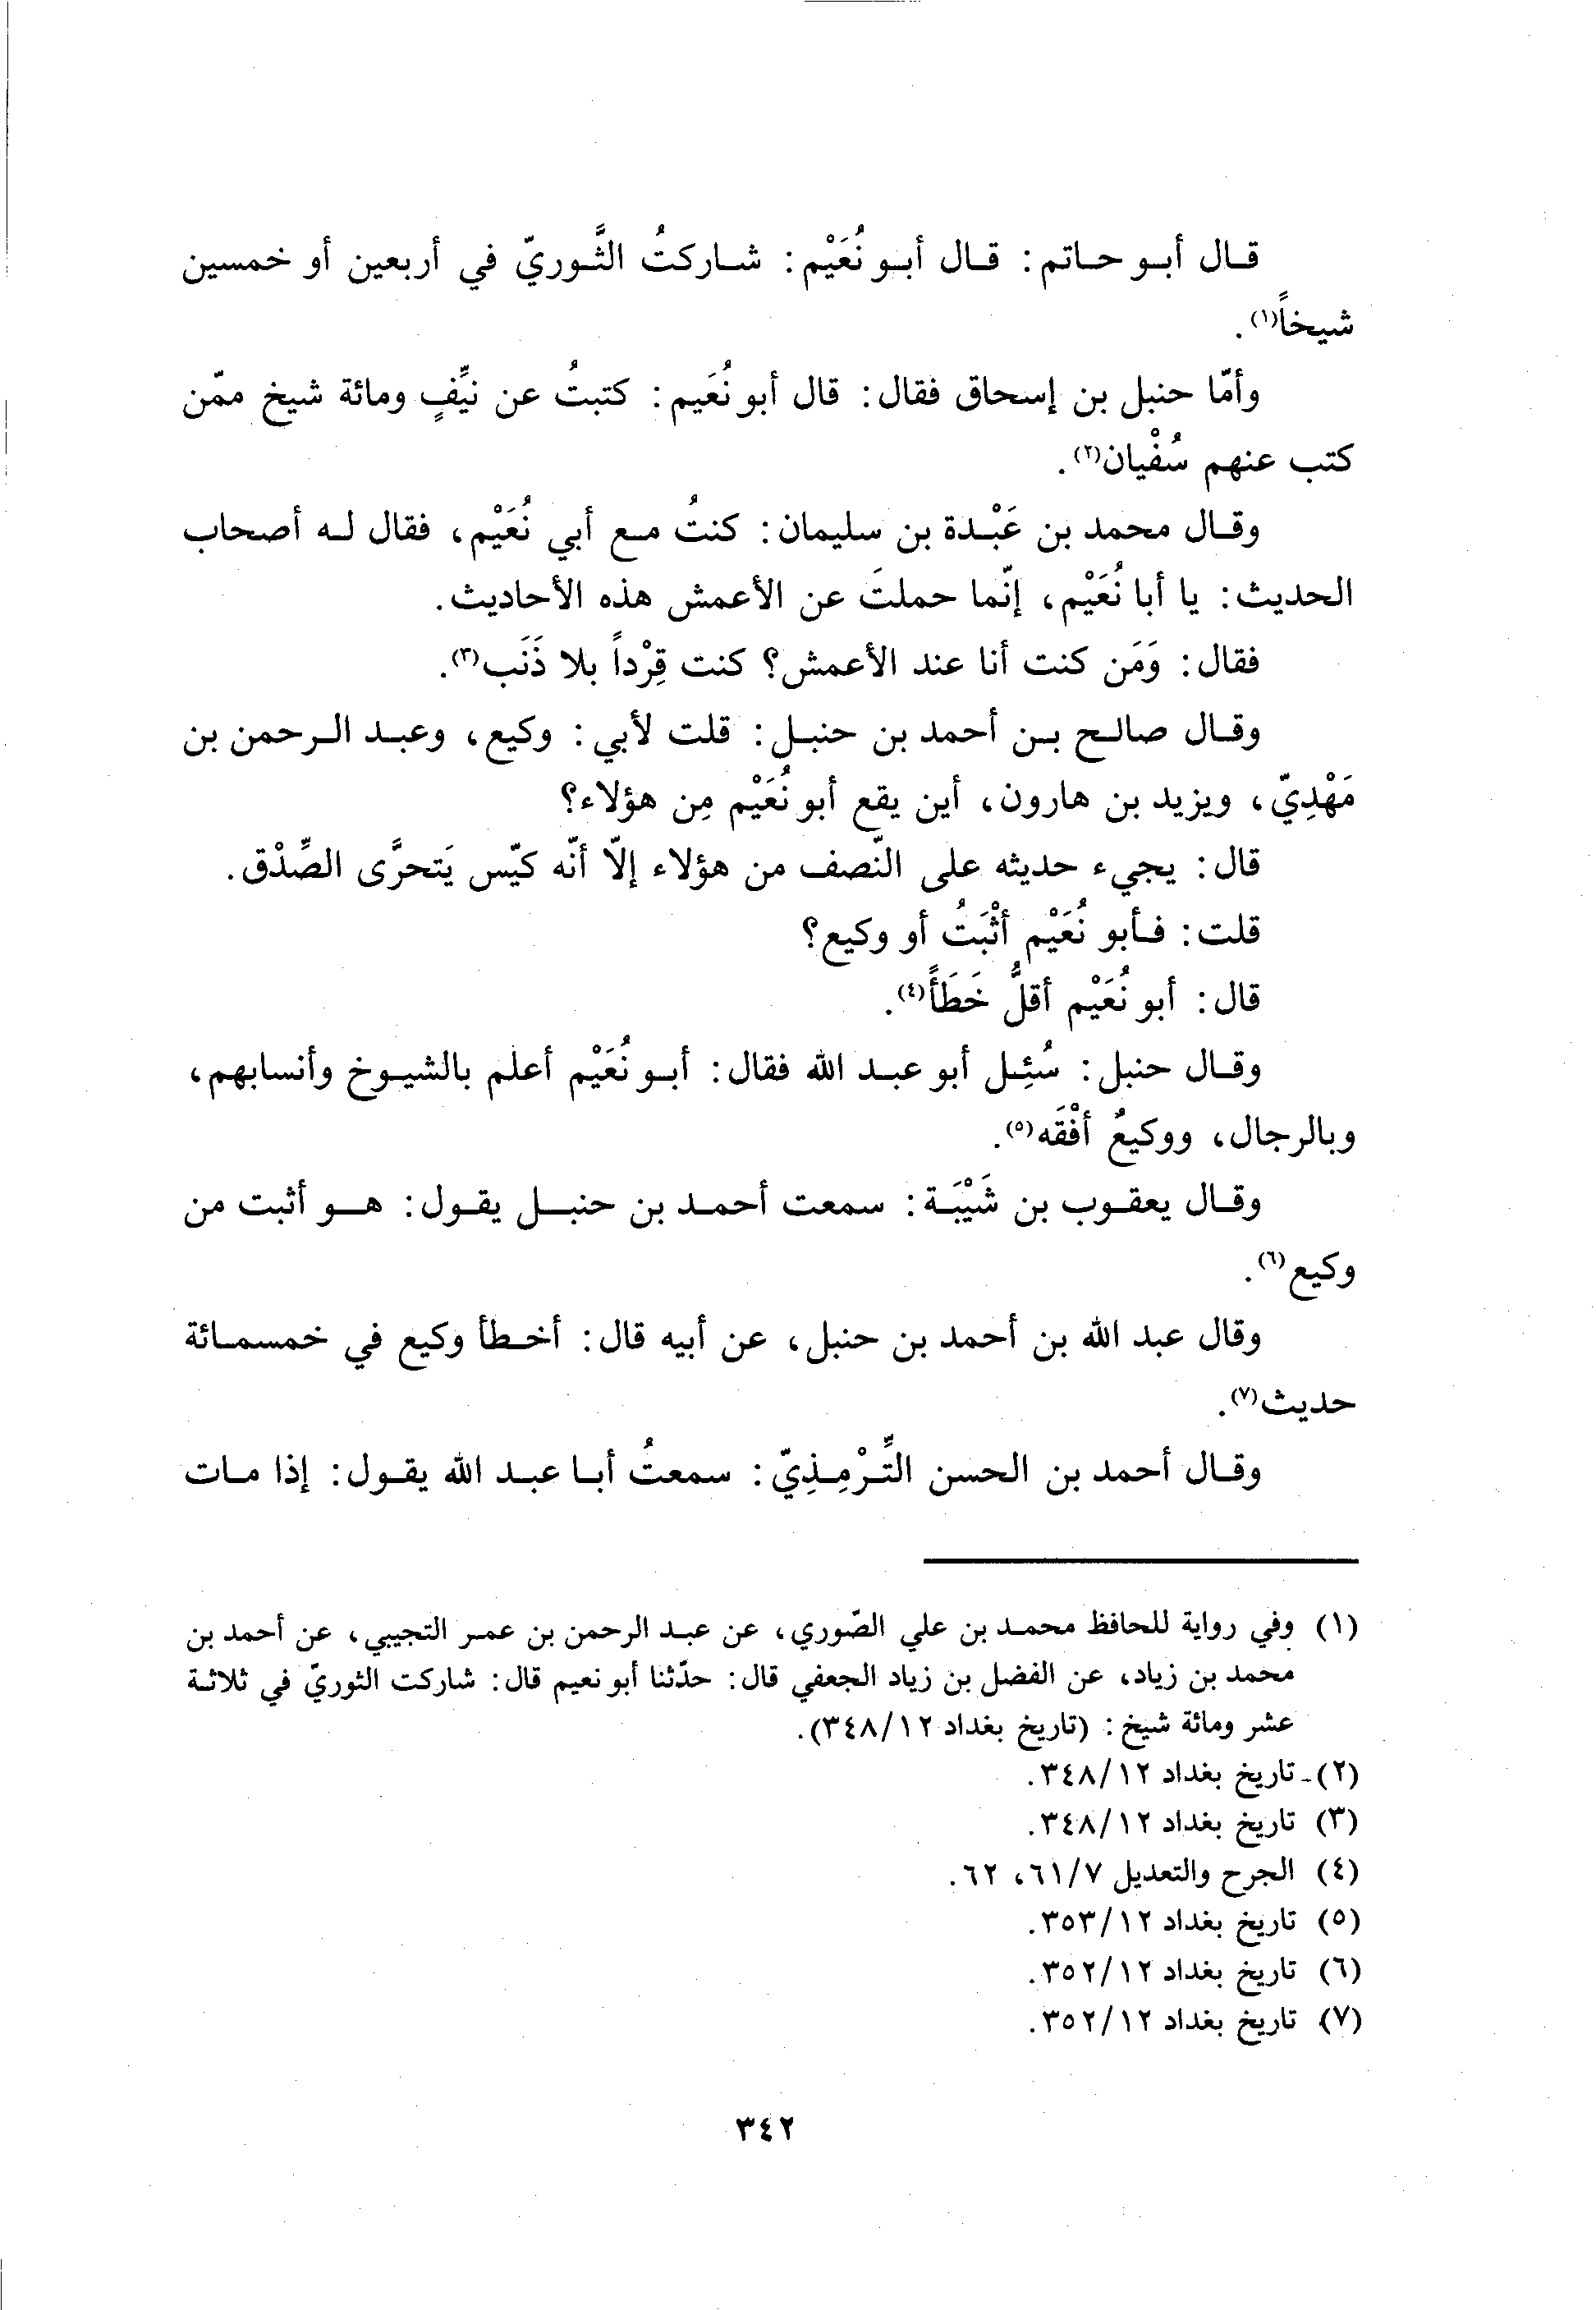 قال أبو حاتم: قال أبو نُعَيْم: شاركتُ الثَّوريّ في أربعين أو خمسين
شيخاً(١).
وأمّا حنبل بن إسحاق فقال: قال أبو نُعَيم: كتبتُ عن نيِّفٍ ومائة شيخ ممّن
كتب عنهم سُفْيان(٢).
وقال محمد بن عَبْدة بن سليمان: كنتُ مع أبي نُعَيْم، فقال له أصحاب
الحديث: يا أبا نُعَيْم، إنّما حملتَ عن الأعمش هذه الأحاديث.
فقال: وَمَن كنت أنا عند الأعمش؟ كنت قِرْداً بلا ذَنَب(٣).
وقال صالح بن أحمد بن حنبل: قلت لأبي: وكيع، وعبد الرحمن بن
مَهْدِيّ، ويزيد بن هارون، أين يقع أبو نُعَيْم مِن هؤلاء؟
قال: يجيء حديثه على النّصف من هؤلاء إلاّ أنّه كيّس يَتحرَّى الصِّدْق.
قلت: فأبو نُعَيْم أثْبَتُ أو وكيع؟
قال: أبو نُعَيْم أقلُّ خَطَأً(٤).
وقال حنبل: سُئِل أبو عبد الله فقال: أبو نُعَيْم أعلم بالشيوخ وأنسابهم،
وبالرجال، ووكيعٌ أفْقَه(٥).
وقال يعقوب بن شَيْبَة: سمعت أحمد بن حنبل يقول: هو أثبت من
وكيع(٦).
وقال عبد الله بن أحمد بن حنبل، عن أبيه قال: أخطأ وكيع في خمسمائة
حديث(٧).
وقال أحمد بن الحسن التِّرْمِذِيّ: سمعتُ أبا عبد الله يقول: إذا مات
(١) وفي رواية للحافظ محمد بن علي الصّوري، عن عبد الرحمن بن عمر التجيبي، عن أحمد بن
محمد بن زياد، عن الفضل بن زياد الجعفي قال: حدّثنا أبو نعيم قال: شاركت الثوريّ في ثلاثة
عشر ومائة شيخ: (تاريخ بغداد ١٢/٣٤٨).
(٢) تاريخ بغداد ١٢/٣٤٨.
(٣) تاريخ بغداد ١٢/٣٤٨.
(٤) الجرح والتعديل ٧/٦١، ٦٢.
(٥) تاريخ بغداد ١٢/٣٥٣.
(٦) تاريخ بغداد ١٢/٣٥٢.
(٧) تاريخ بغداد ١٢/٣٥٢.
٣٤٢